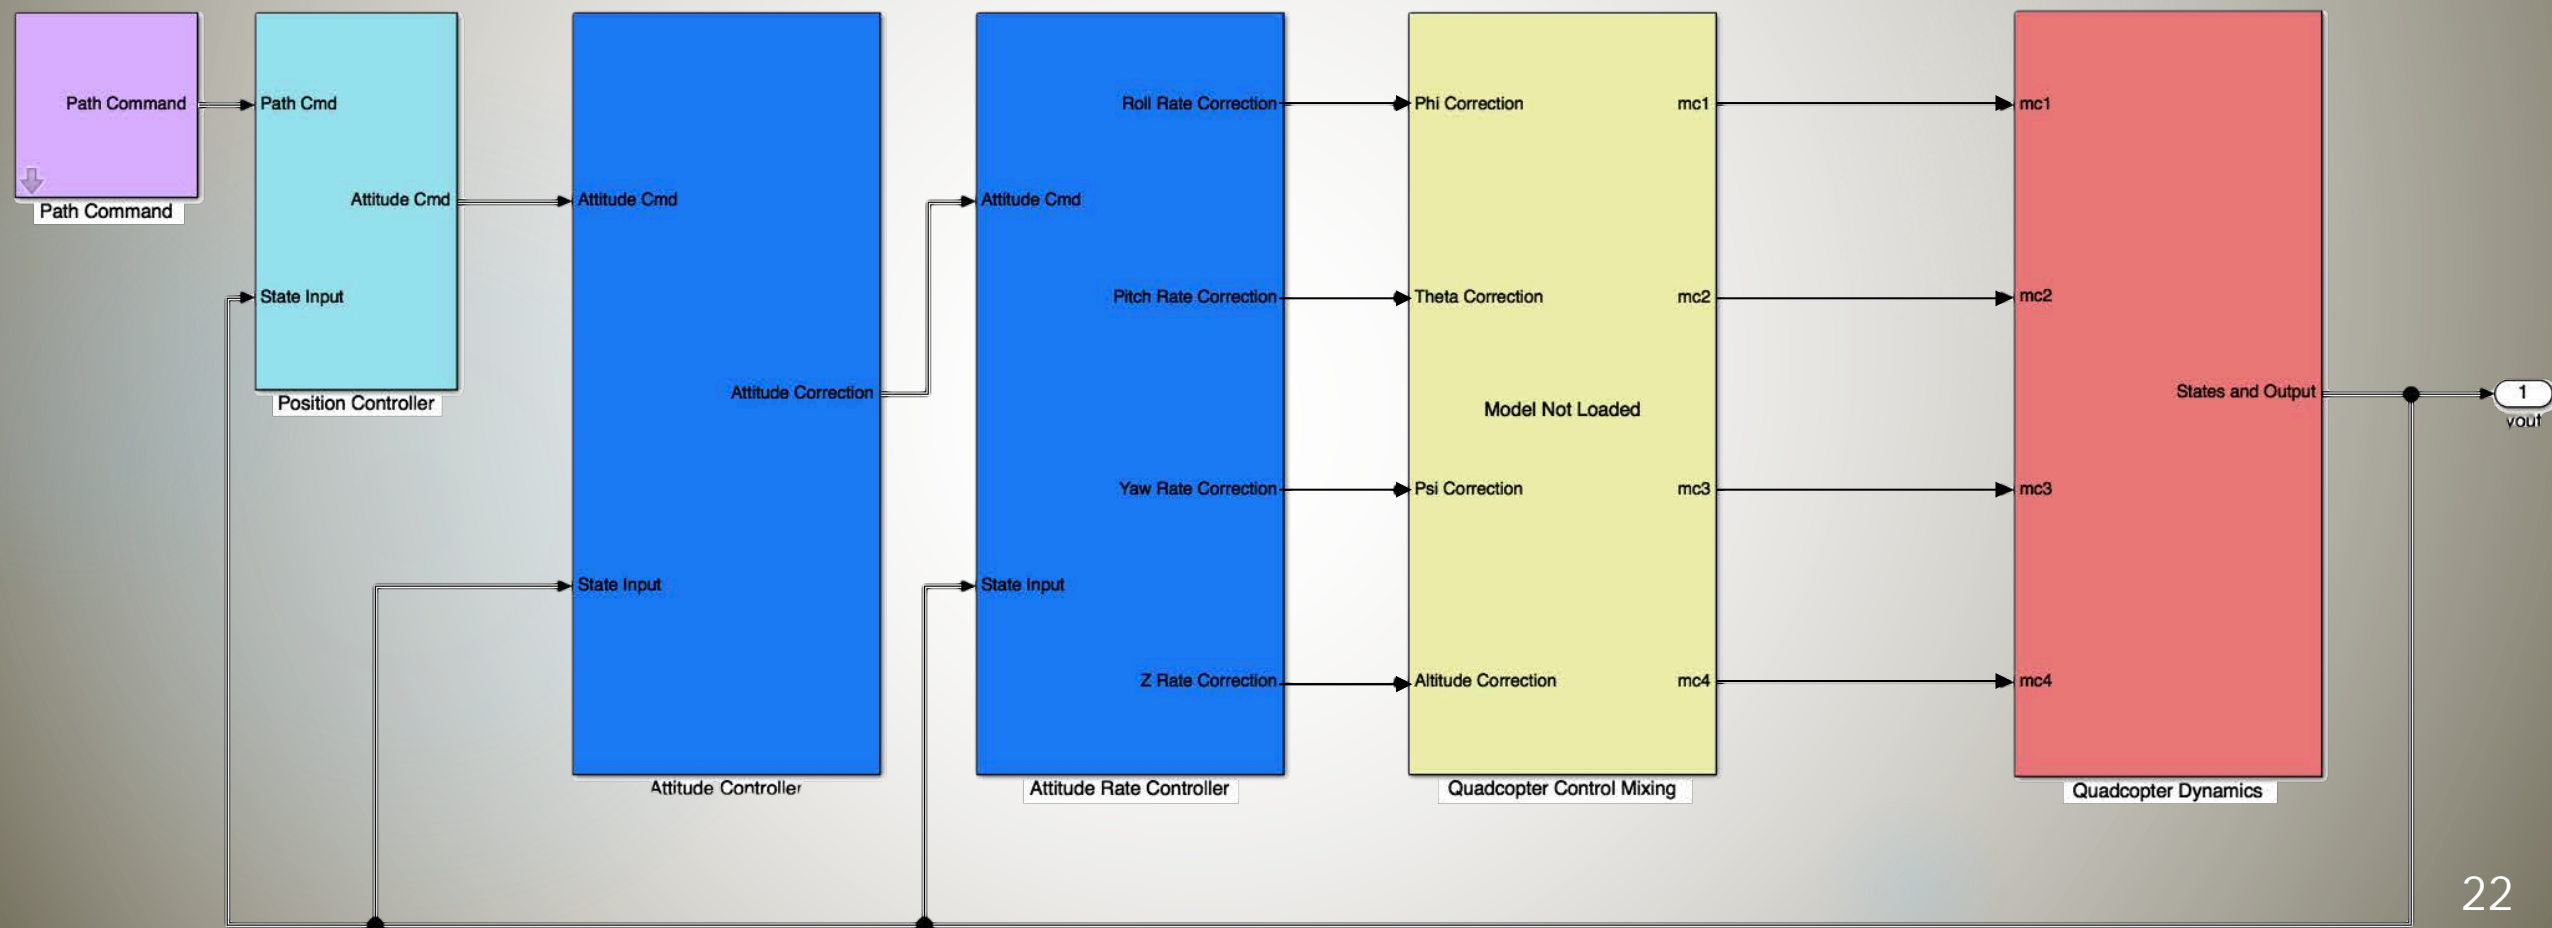 Path Command
Path Command
Path Cmd
Attitude Cmd
State Input
Position Controller
Attitude Cmd
Attitude Correction
State Input
Attitude Controller
Attitude Cmd
State Input
Roll Rate Correction
Pitch Rate Correction
Yaw Rate Correction
Z Rate Correction
Attitude Rate Controller
Phi Correction
Theta Correction
Psi Correction
Altitude Correction
Model Not Loaded
mc1
mc2
mc3
mc4
Quadcopter Control Mixing
mc1
mc2
mc3
mc4
States and Output
Quadcopter Dynamics
1
yout
22